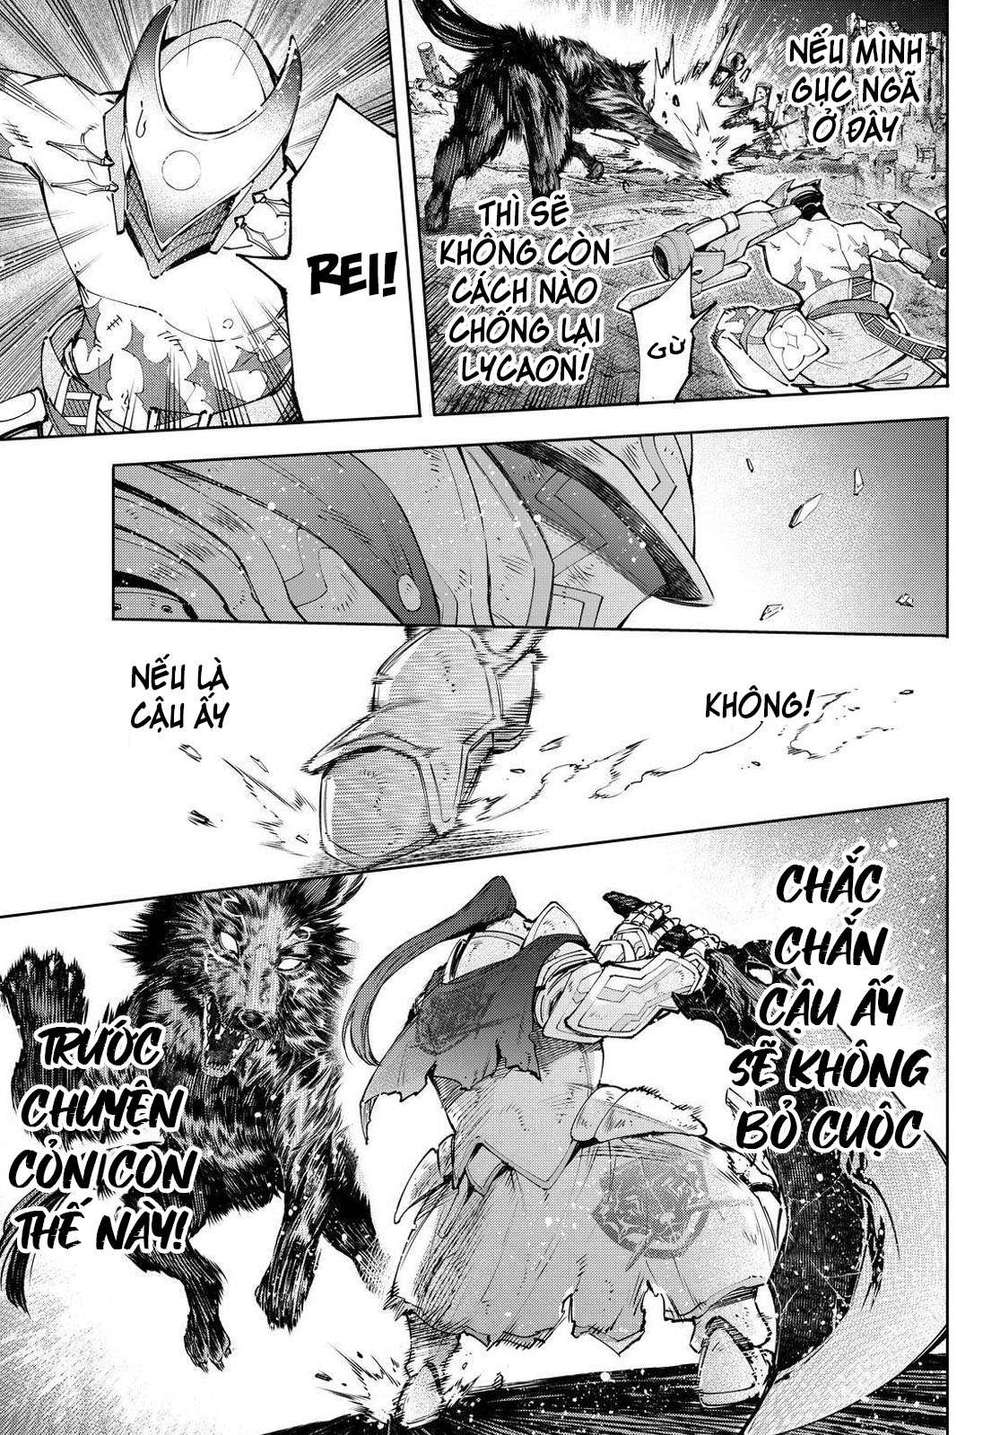 NẾU MÌNH
GỤC NGÃ
Ở ĐÂY
THÌ SẼ
KHÔNG CÒN
CÁCH NÀO
CHỐNG LẠI
LYCAON!
GỪ
REI!
KHÔNG!
NẾU LÀ
CẬU ẤY
CHẮC
CHẮN
CẬU ẤY
SẼ KHÔNG
BỎ CUỘC
TRƯỚC
CHUYỆN
CỎN CON
THẾ NÀY!